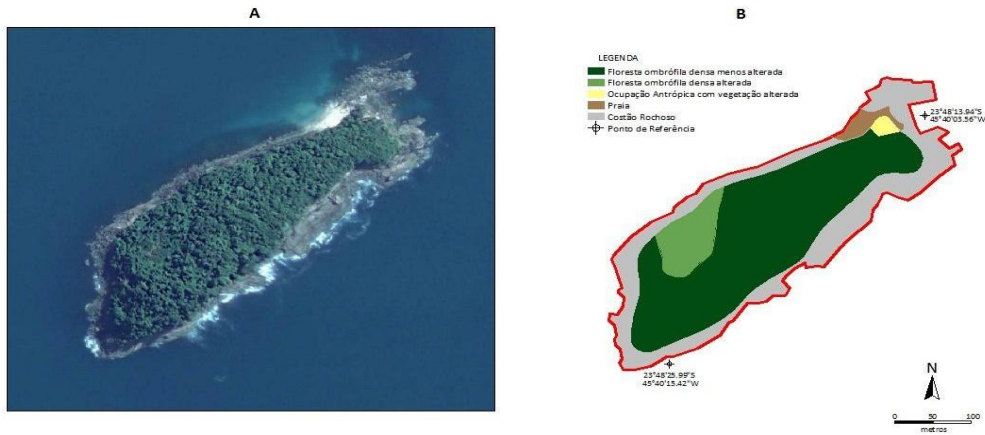 A
B
LEGENDA
Floresta ombrófila densa menos alterada
Floresta ombrófila densa alterada
Ocupação Antrópica com vegetação alterada
Praia
Costão Rochoso
Ponto de Referência
23°48'13.94"S
45°40'03.56"W
23°48'25.99"S
45°40'15.42"W
N
0 50 100
metros